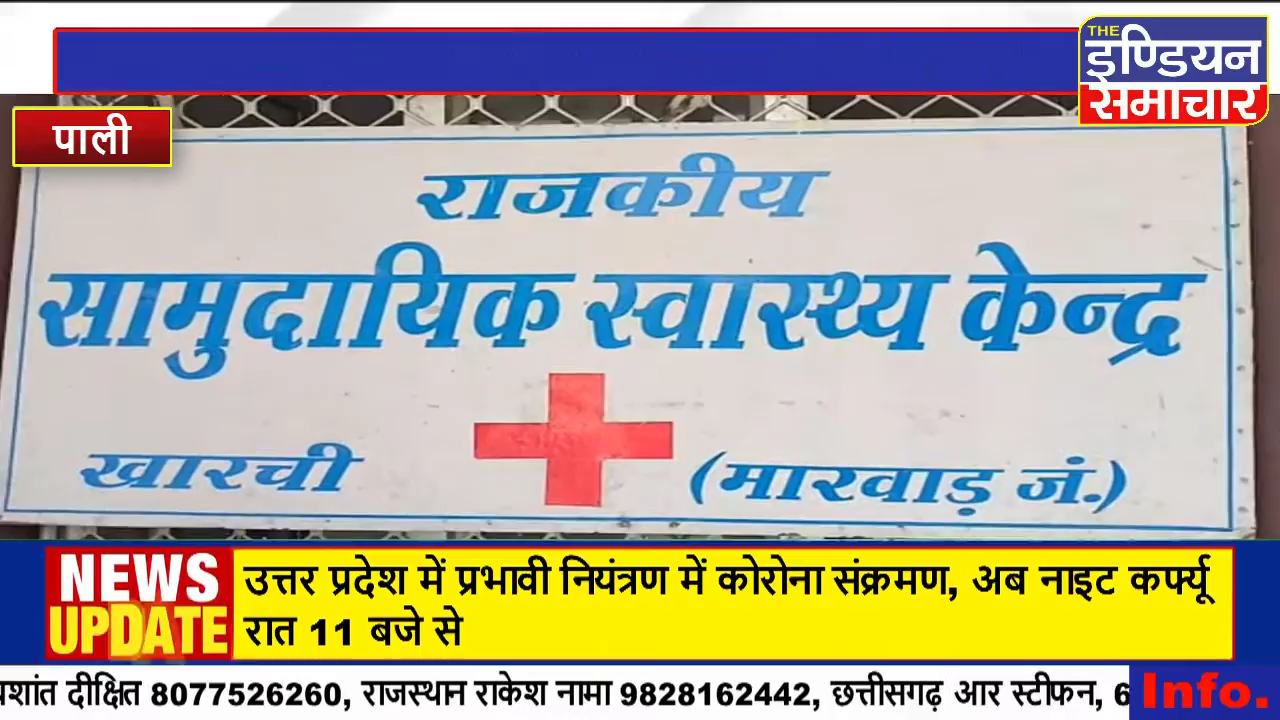 THE
इण्डियन
समाचार
पाली
राजकीय
सामुदायिक स्वास्थ्य केन्द्र
खारची
(मारवाड़ जं.)
NEWS
UPDATE
उत्तर प्रदेश में प्रभावी नियंत्रण में कोरोना संक्रमण, अब नाइट कर्फ्यू
रात 11 बजे से
दीक्षित 8077526260, राजस्थान राकेश नामा 9828162442, छत्तीसगढ़ आर स्टीफन, 6
Info.